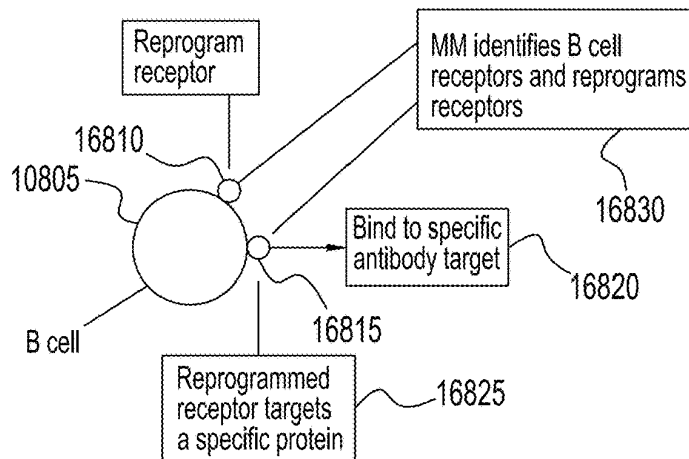 Reprogram
receptor
MM identifies B cell
receptors and reprograms
receptors
16810
10805
16830
Bind to specific
antibody target
16820
16815
B cell
Reprogrammed
receptor targets
a specific protein
16825